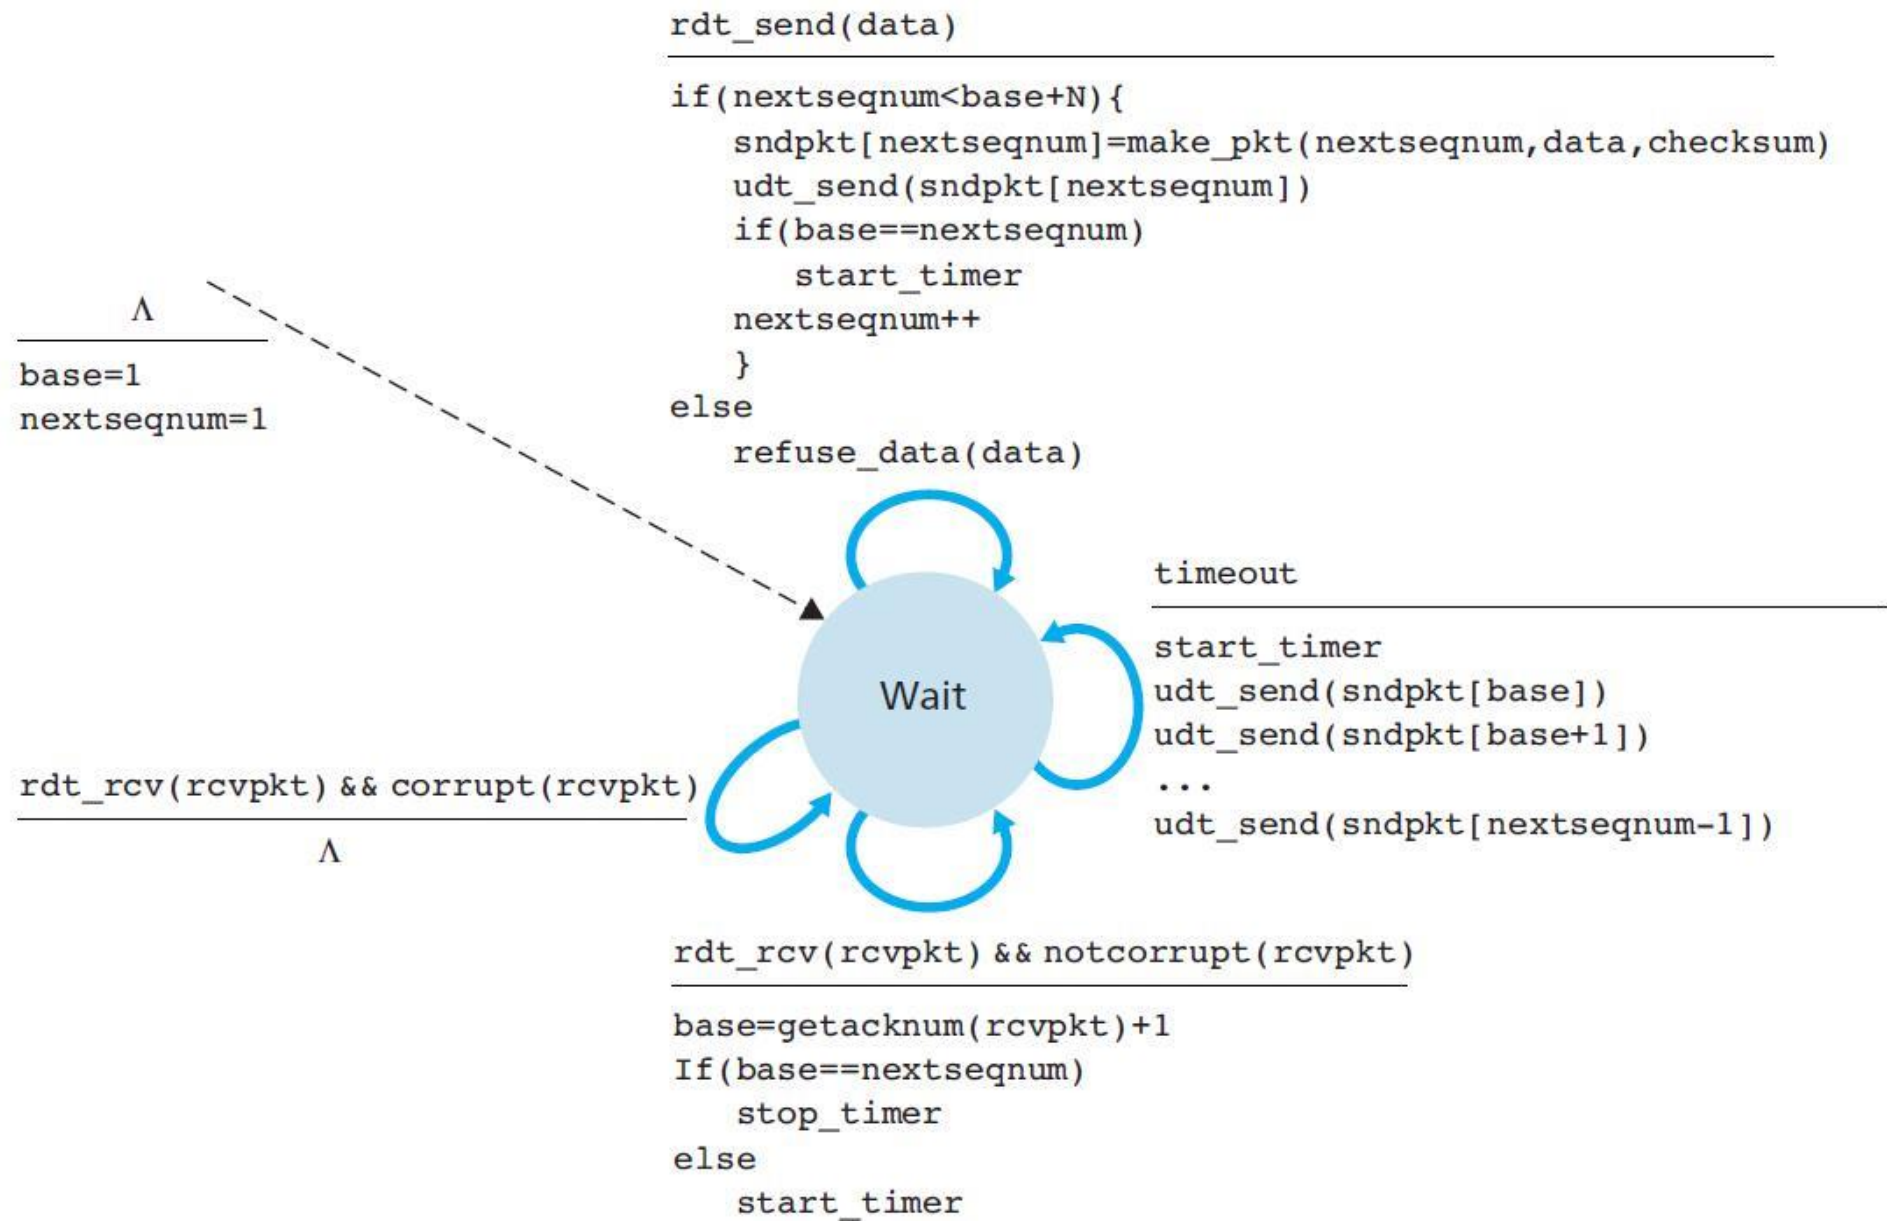 rdt_send(data)
if(nextseqnum<base+N){
sndpkt[nextseqnum]=make_pkt(nextseqnum,data,checksum)
udt_send(sndpkt[nextseqnum])
if(base==nextseqnum)
start_timer
nextseqnum++
}
else
refuse_data(data)
Λ
base=1
nextseqnum=1
Wait
timeout
start_timer
udt_send(sndpkt[base])
udt_send(sndpkt[base+1])
...
udt_send(sndpkt[nextseqnum-1])
rdt_rcv(rcvpkt) && corrupt(rcvpkt)
Λ
rdt_rcv(rcvpkt) && notcorrupt(rcvpkt)
base=getacknum(rcvpkt)+1
If(base==nextseqnum)
stop_timer
else
start_timer